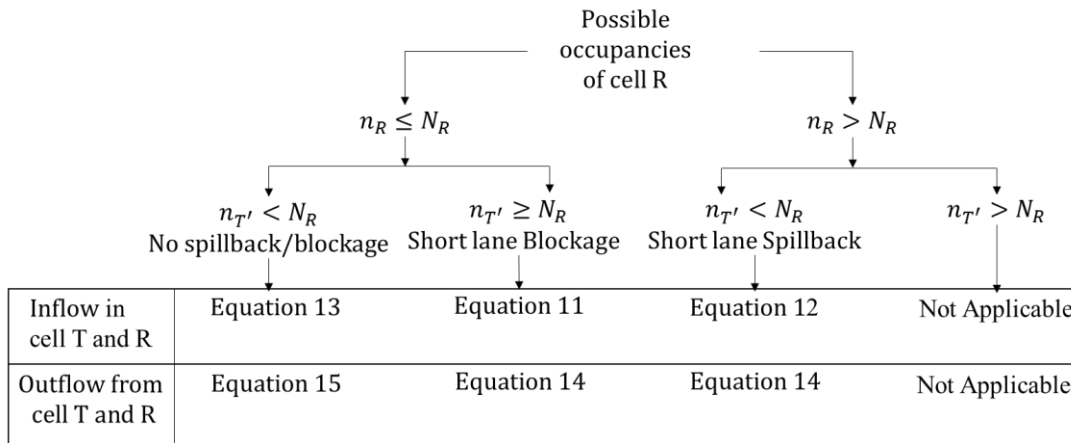 Possible
occupancies
of cell R
n_R ≤ N_R
n_R > N_R
n_T′ < N_R
No spillback/blockage
n_T′ ≥ N_R
Short lane Blockage
n_T′ < N_R
Short lane Spillback
n_T′ > N_R
Inflow in
cell T and R
Equation 13
Equation 11
Equation 12
Not Applicable
Outflow from
cell T and R
Equation 15
Equation 14
Equation 14
Not Applicable